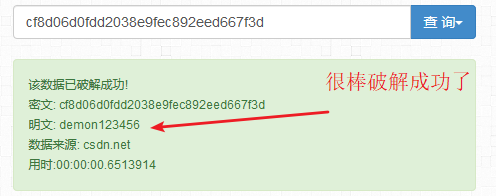 cf8d06d0fdd2038e9fec892eed667f3d 查 询
该数据已破解成功! 很棒破解成功了
密文: cf8d06d0fdd2038e9fec892eed667f3d
明文: demon123456
数据来源: csdn.net
用时:00:00:00.6513914